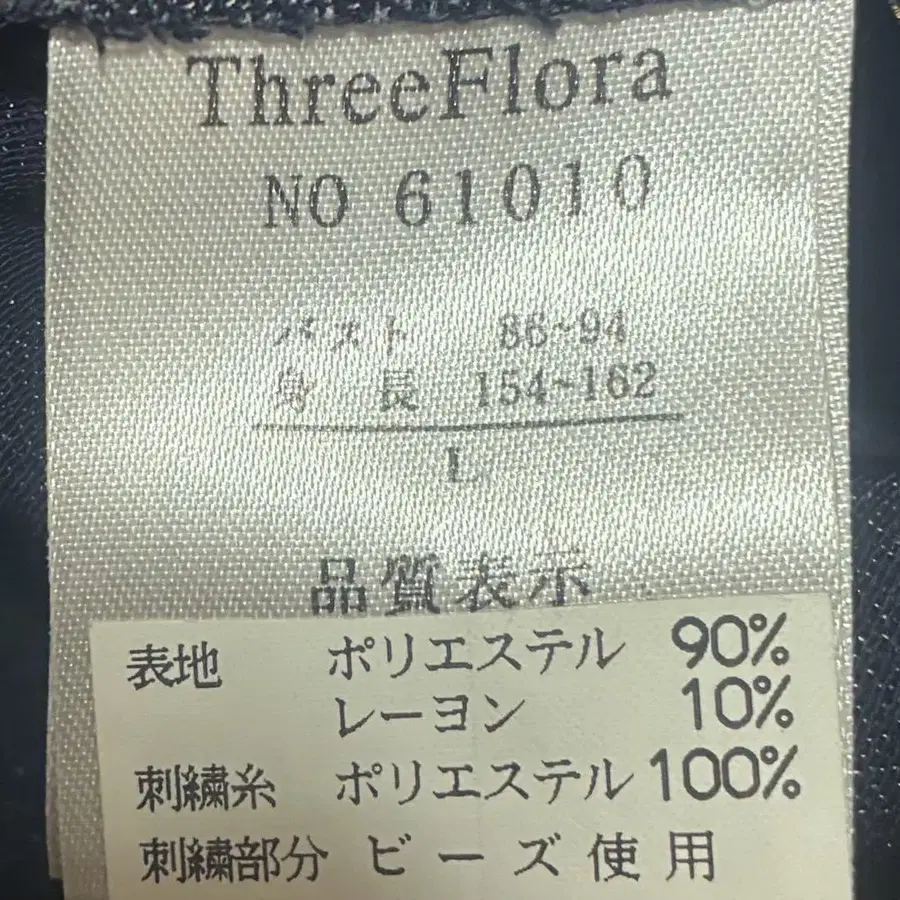 ThreeFlora
NO 61010
バスト 86~94
身長 154~162
L
品質表示
表地 ポリエステル 90%
レーヨン 10%
刺繍糸 ポリエステル 100%
刺繍部分 ビーズ使用